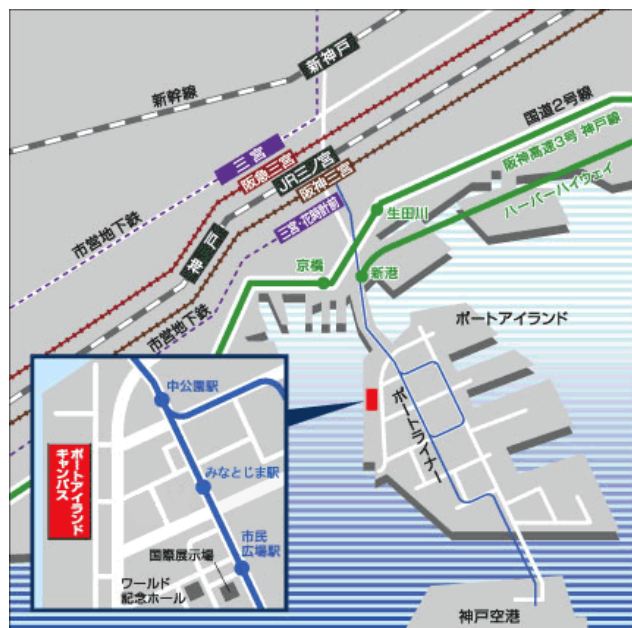 新神戸
新幹線
国道2号線
阪神高速3号 神戸線
三宮
阪急三宮
JR三ノ宮
阪神三宮
ハーバーハイウェイ
三宮・花時計前
生田川
市営地下鉄
神戸
京橋
新港
市営地下鉄
ポートアイランド
中公園駅
ポートライナー
ポートアイランド
キャンパス
みなとじま駅
市民
広場駅
国際展示場
ワールド
記念ホール
神戸空港